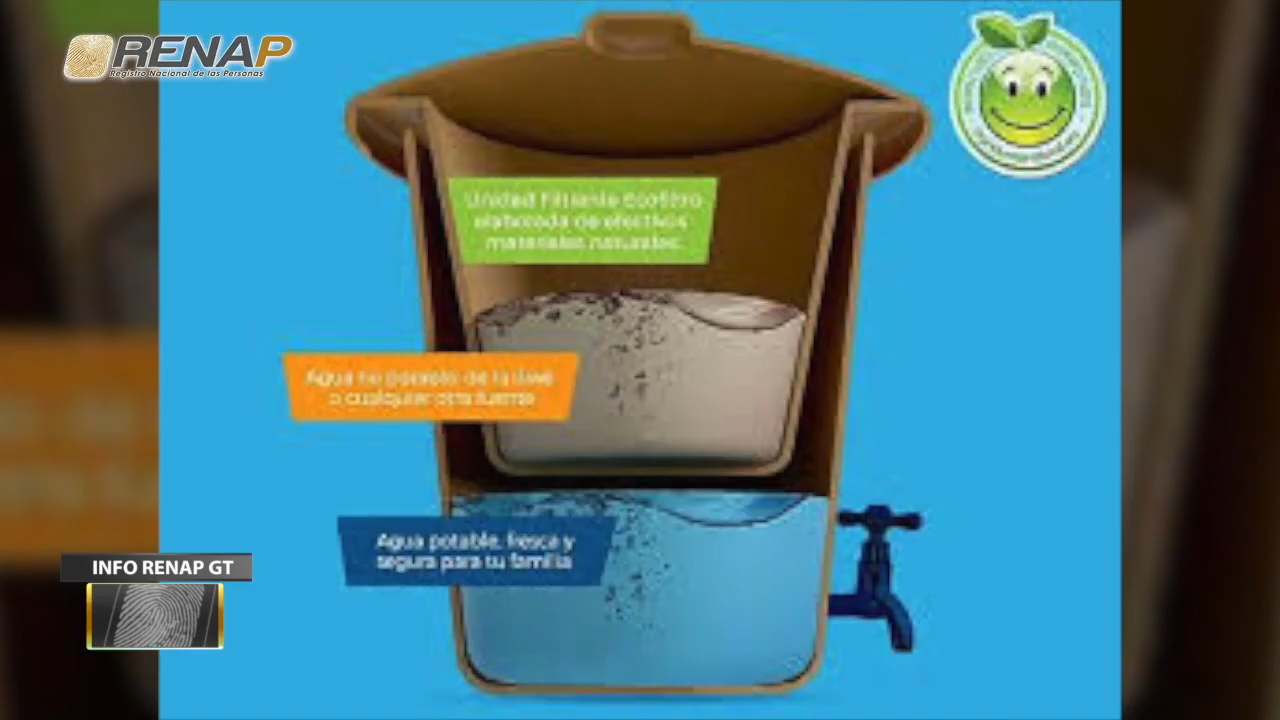 RENAP
Registro Nacional de las Personas
Unidad Filtrante Ecofiltro
elaborada de efectivos
materiales naturales.
Agua no potable de la llave
o cualquier otra fuente
Agua potable, fresca y
segura para tu familia
INFO RENAP GT